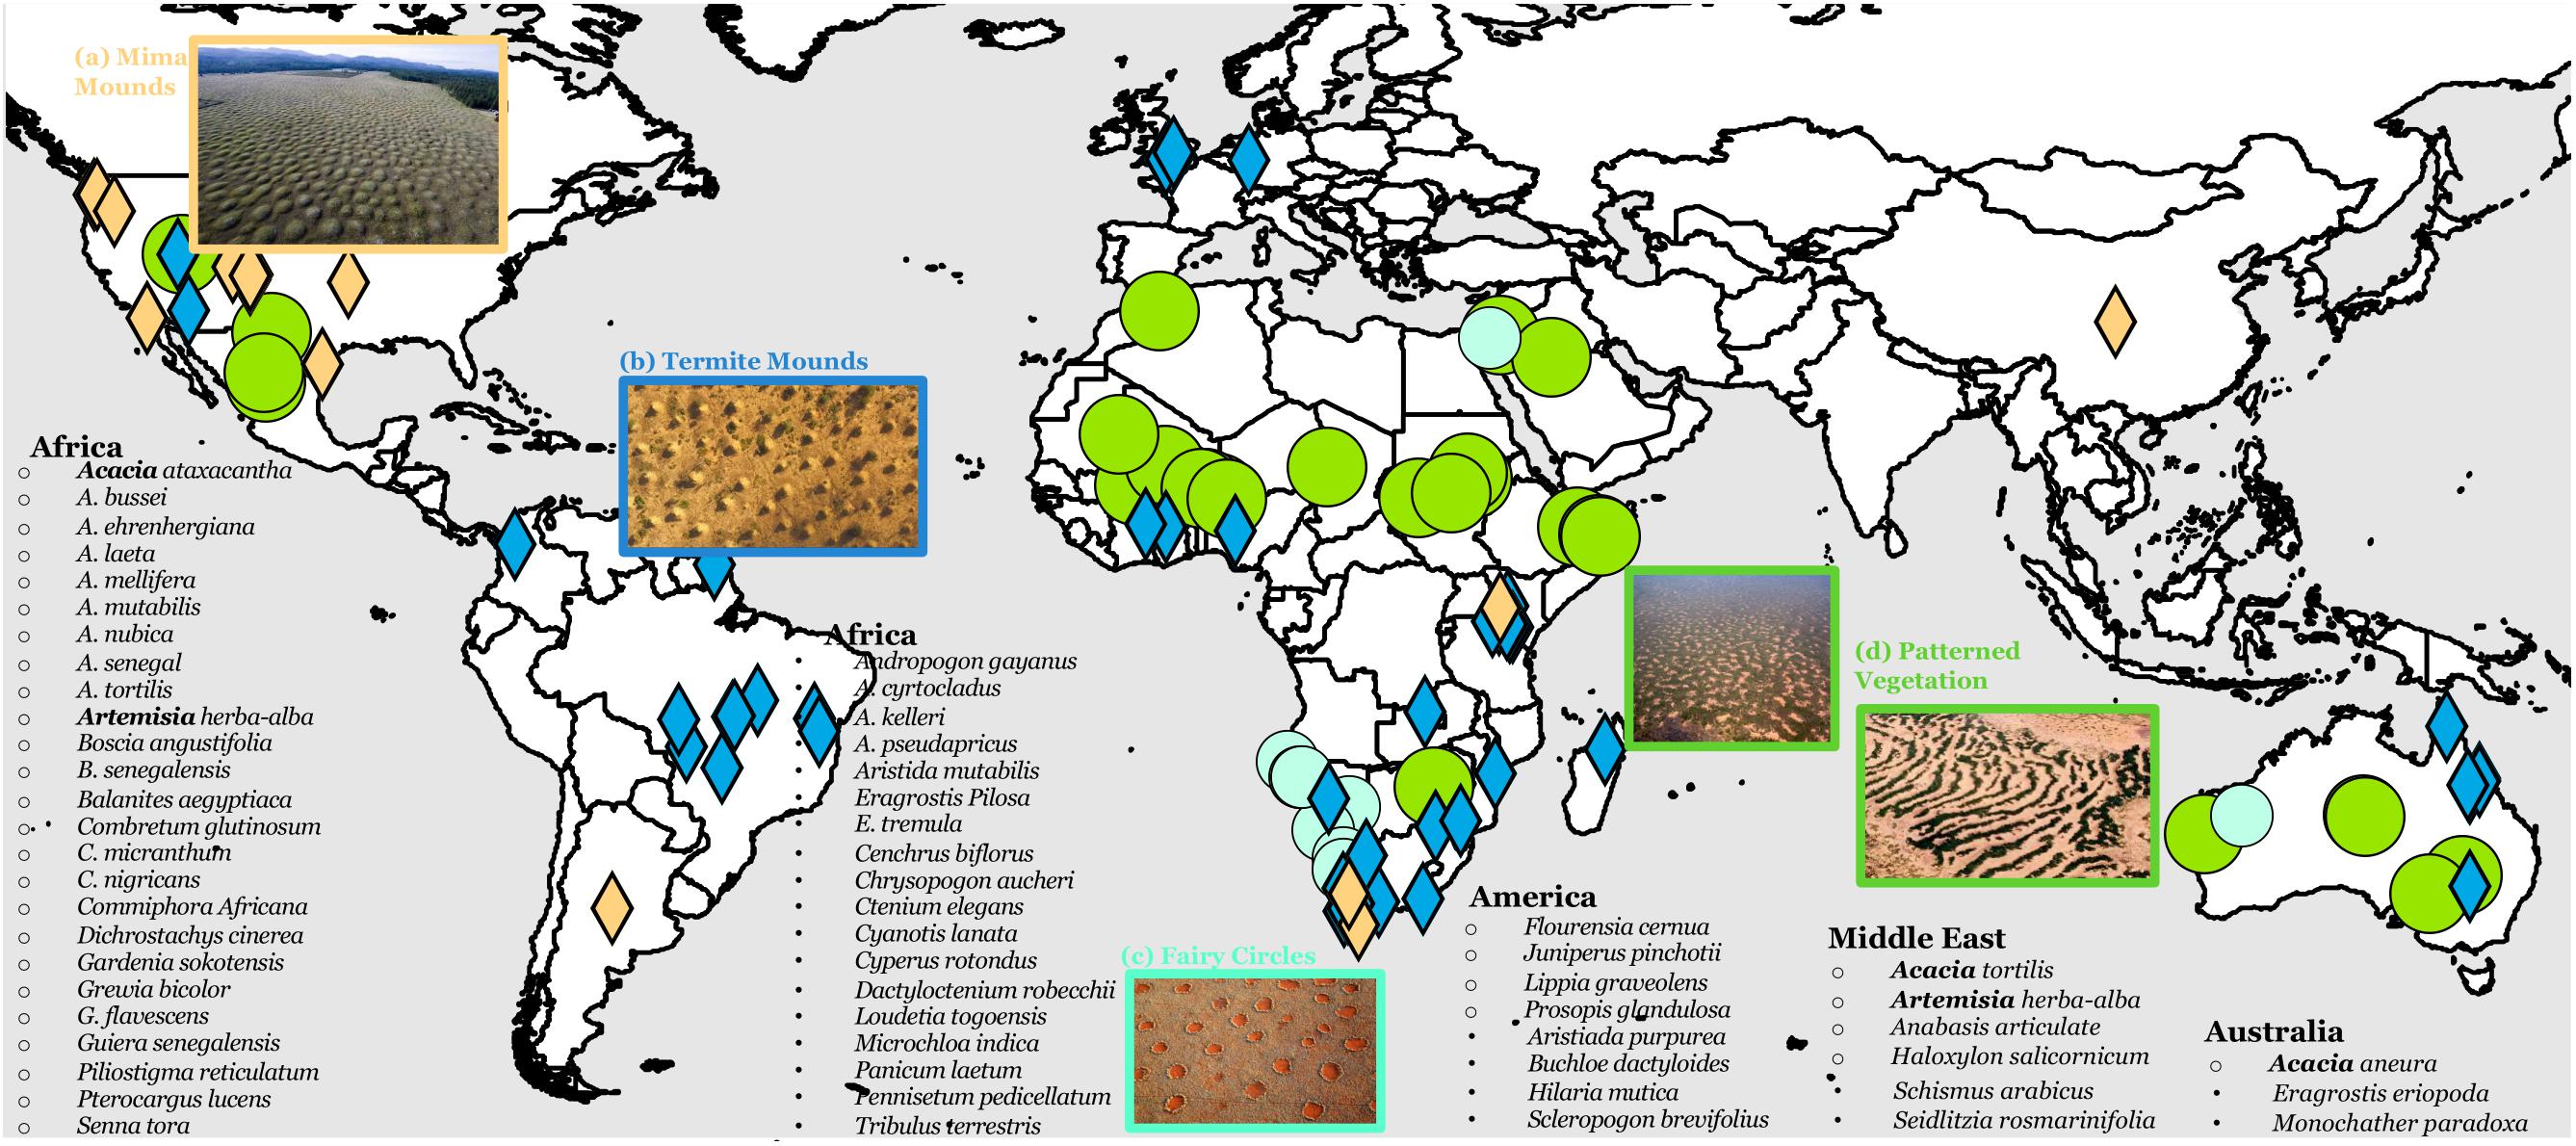 (a) Mima
Mounds
(b) Termite Mounds
Africa
Acacia ataxacantha
A. bussei
A. ehrenhergiana
A. laeta
A. mellifera
A. mutabilis
A. nubica
A. senegal
A. tortilis
Artemisia herba-alba
Boscia angustifolia
B. senegalensis
Balanites aegyptiaca
Combretum glutinosum
C. micranthum
C. nigricans
Commiphora Africana
Dichrostachys cinerea
Gardenia sokotensis
Grewia bicolor
G. flavescens
Guiera senegalensis
Piliostigma reticulatum
Pterocargus lucens
Senna tora
Africa
Andropogon gayanus
A. cyrtocladus
A. kelleri
A. pseudapricus
Aristida mutabilis
Eragrostis Pilosa
E. tremula
Cenchrus biflorus
Chrysopogon aucheri
Ctenium elegans
Cyanotis lanata
Cyperus rotondus
Dactyloctenium robecchii
Loudetia togoensis
Microchloa indica
Panicum laetum
Pennisetum pedicellatum
Tribulus terrestris
(c) Fairy Circles
America
Flourensia cernua
Juniperus pinchotii
Lippia graveolens
Prosopis glandulosa
Aristiada purpurea
Buchloe dactyloides
Hilaria mutica
Scleropogon brevifolius
(d) Patterned
Vegetation
Middle East
Acacia tortilis
Artemisia herba-alba
Anabasis articulate
Haloxylon salicornicum
Schismus arabicus
Seidlitzia rosmarinifolia
Australia
Acacia aneura
Eragrostis eriopoda
Monochather paradoxa